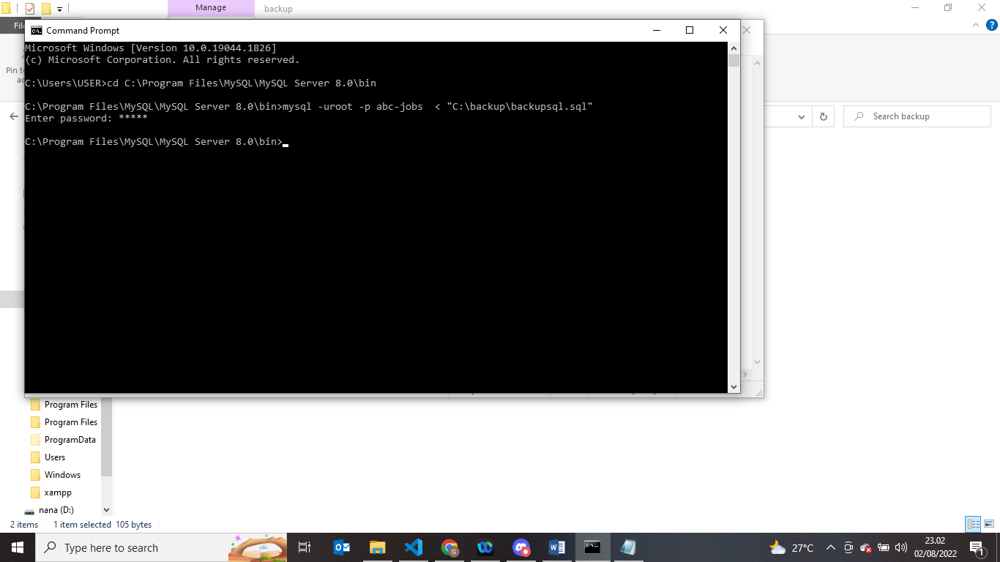 Manage
backup
Command Prompt
Microsoft Windows [Version 10.0.19044.1826]
(c) Microsoft Corporation. All rights reserved.
C:\Users\USER>cd C:\Program Files\MySQL\MySQL Server 8.0\bin
C:\Program Files\MySQL\MySQL Server 8.0\bin>mysql -uroot -p abc-jobs  < "C:\backup\backupsql.sql"
Enter password: *****
C:\Program Files\MySQL\MySQL Server 8.0\bin>
Search backup
Program Files
Program Files
ProgramData
Users
Windows
xampp
nana (D:)
2 items
1 item selected 105 bytes
Type here to search
27°C
23.02
02/08/2022
1